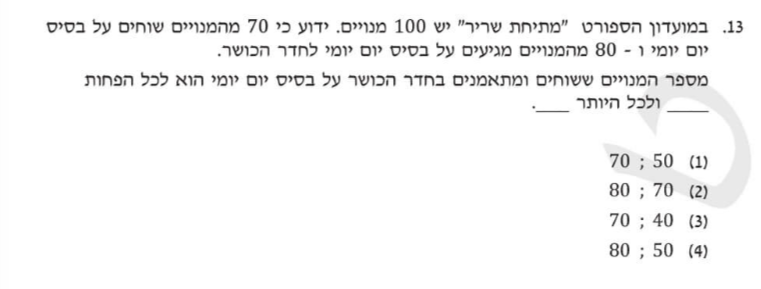 13. במועדון הספורט "מתיחת שריר" יש 100 מנויים. ידוע כי 70 מהמנויים שוחים על בסיס
יום יומי ו - 80 מהמנויים מגיעים על בסיס יום יומי לחדר הכושר.
מספר המנויים ששוחים ומתאמנים בחדר הכושר על בסיס יום יומי הוא לכל הפחות
____ ולכל היותר ____.
(1) 50 ; 70
(2) 70 ; 80
(3) 40 ; 70
(4) 50 ; 80